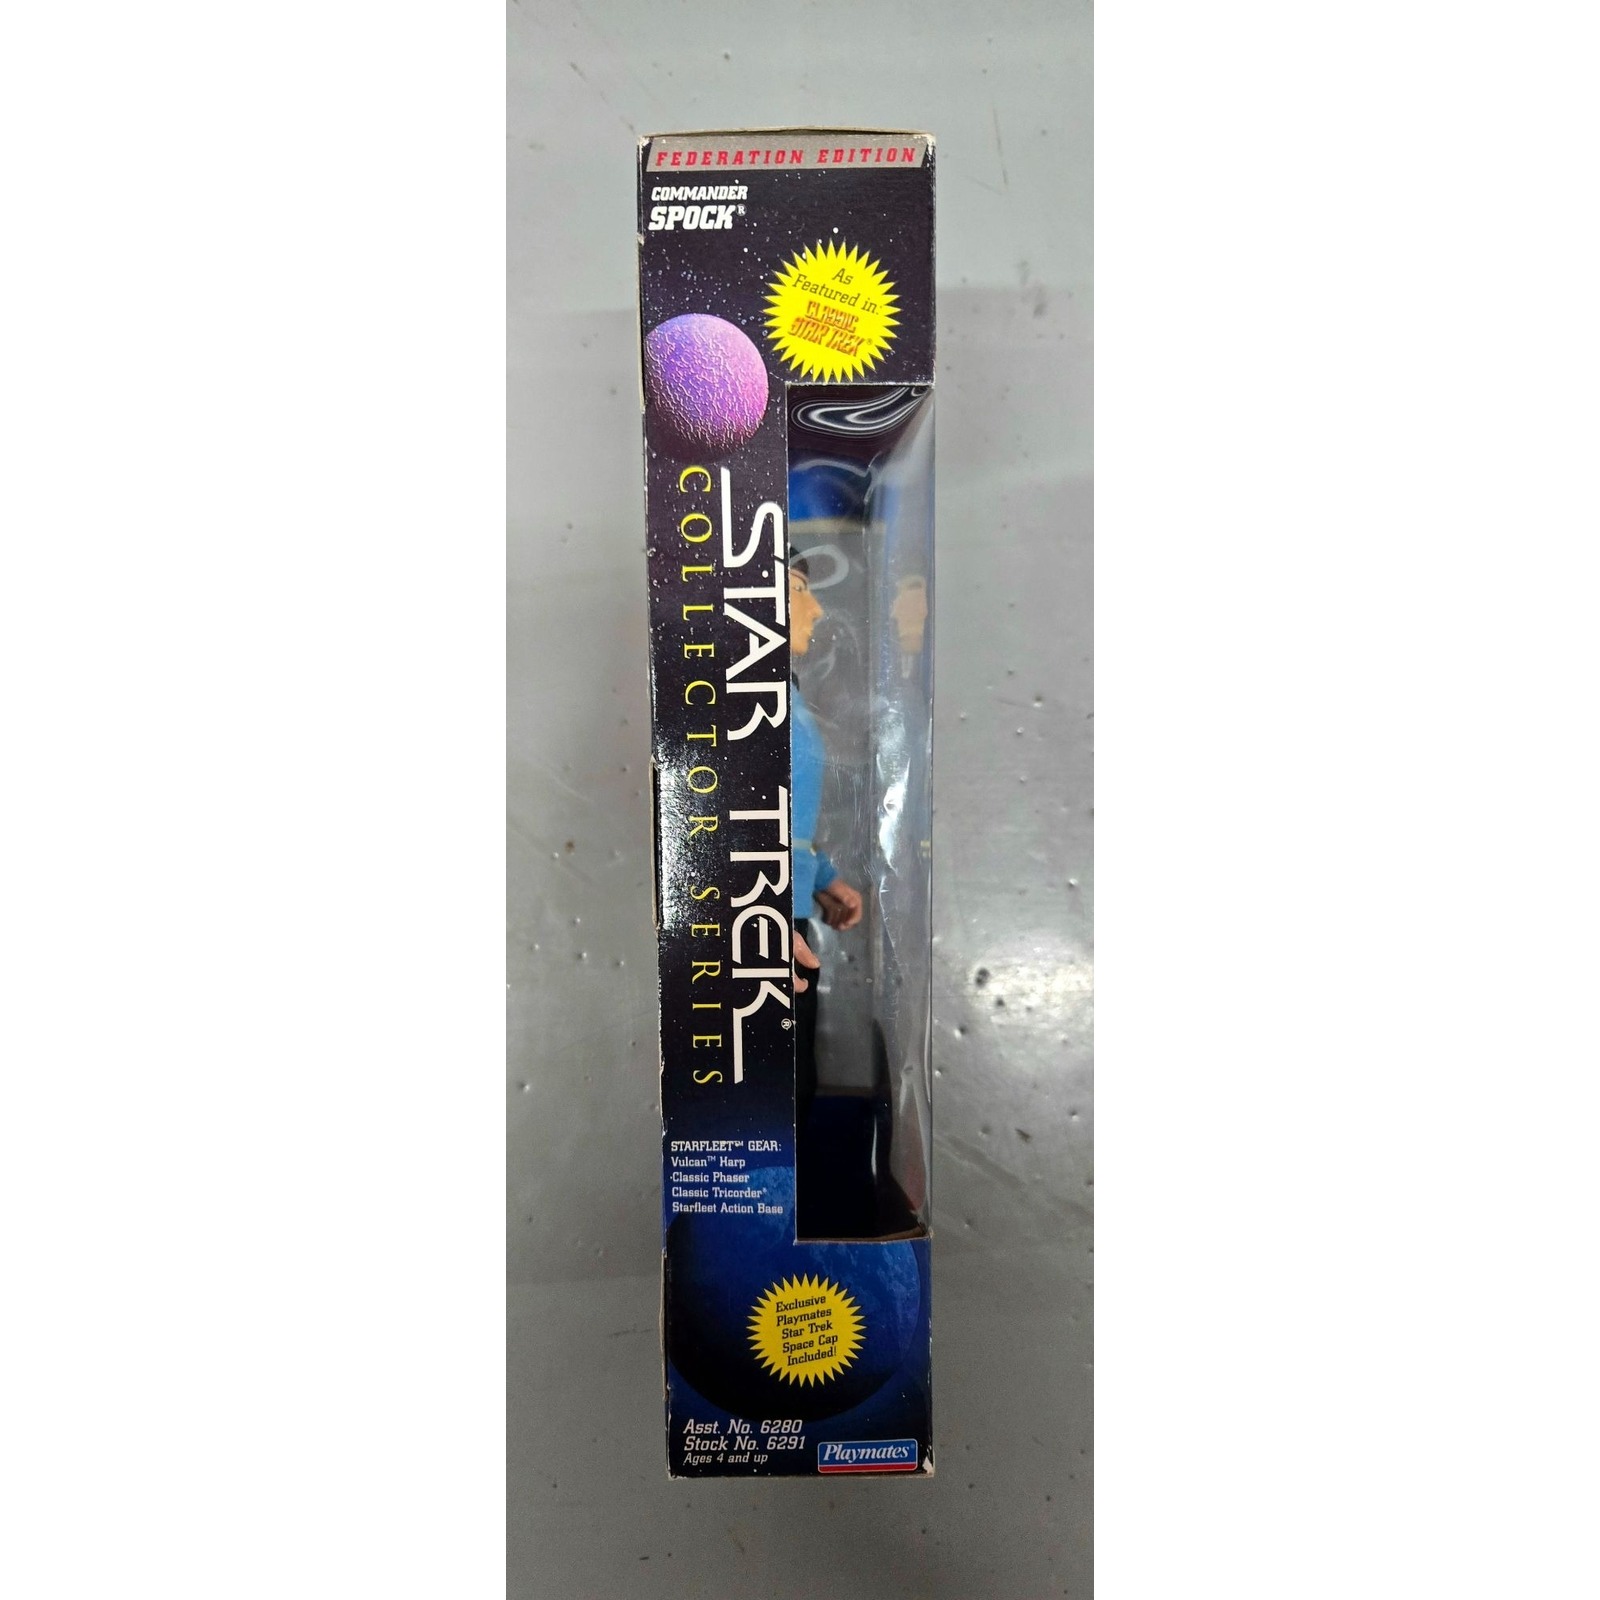 FEDERATION EDITION
COMMANDER
SPOCK®
As
Featured in:
CLASSIC
STAR TREK®
STAR TREK®
COLLECTOR SERIES
STARFLEET™ GEAR:
Vulcan™ Harp
Classic Phaser
Classic Tricorder®
Starfleet Action Base
Exclusive
Playmates
Star Trek
Space Cap
Included!
Asst. No. 6280
Stock No. 6291
Ages 4 and up
Playmates®